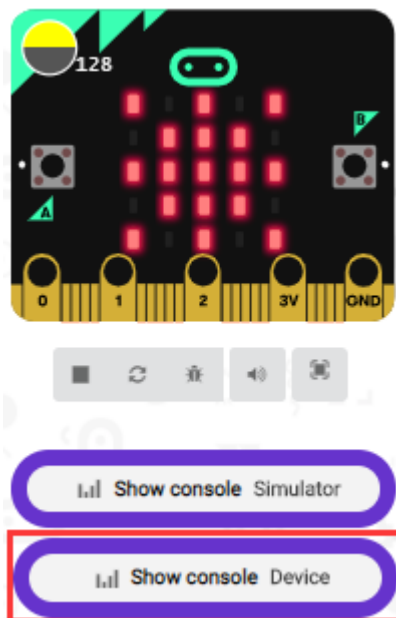 128
B
A
0 1 2 3V GND
Show console Simulator
Show console Device